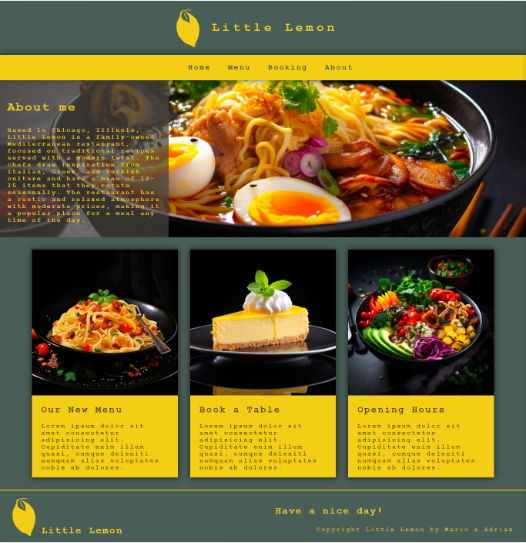 Little Lemon
Home Menu Booking About
About me
Based in Chicago, Illinois,
Little Lemon is a family-owned
Mediterranean restaurant,
focused on traditional recipes
served with a modern twist. The
chefs draw inspiration from
Italian, Greek, and Turkish
culture and have a menu of 12-
15 items that they rotate
seasonally. The restaurant has
a rustic and relaxed atmosphere
with moderate prices, making it
a popular place for a meal any
time of the day.
Our New Menu
Lorem ipsum dolor sit
amet consectetur
adipisicing elit.
Cupiditate enim illum
quasi, cumque deleniti
numquam alias voluptates
nobis ab dolores.
Book a Table
Lorem ipsum dolor sit
amet consectetur
adipisicing elit.
Cupiditate enim illum
quasi, cumque deleniti
numquam alias voluptates
nobis ab dolores.
Opening Hours
Lorem ipsum dolor sit
amet consectetur
adipisicing elit.
Cupiditate enim illum
quasi, cumque deleniti
numquam alias voluptates
nobis ab dolores.
Little Lemon
Have a nice day!
Copyright Little Lemon by Mario & Adrian